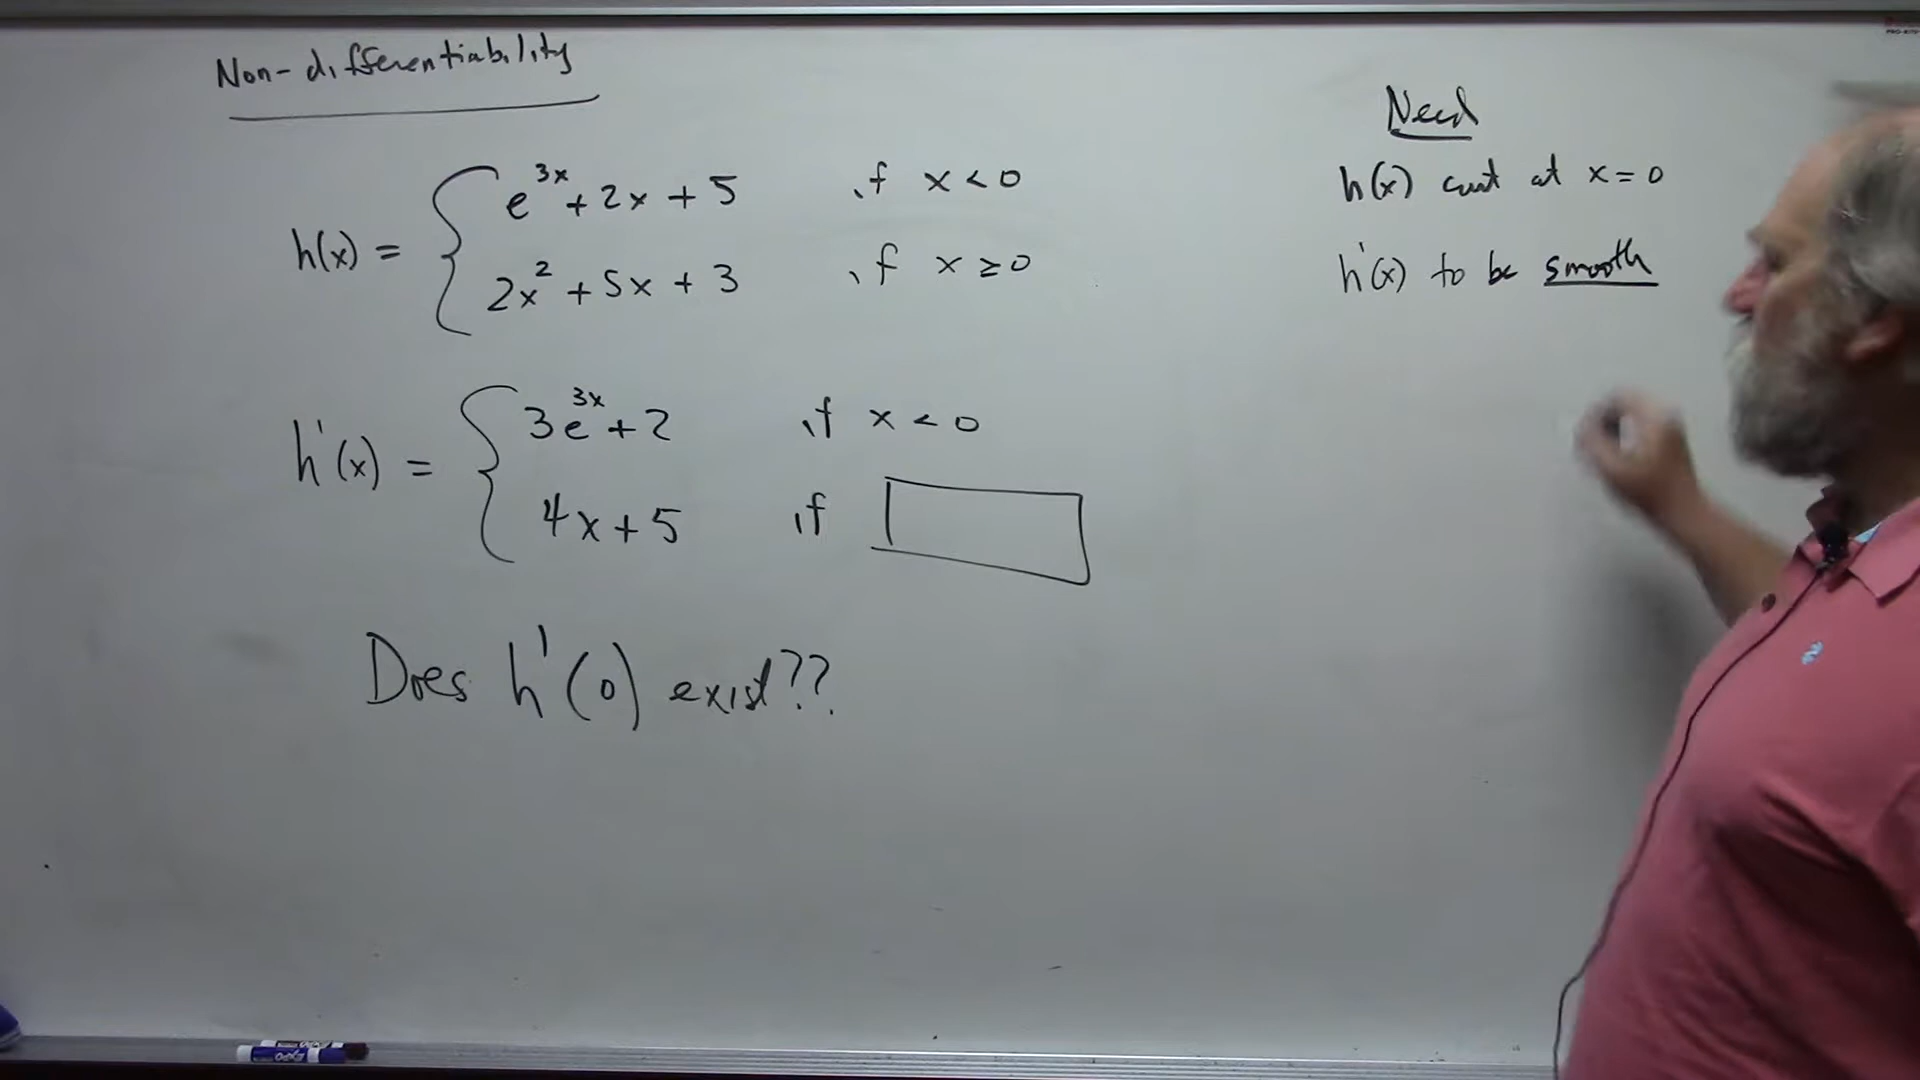 Non-differentiability
h(x) = { e^{3x} + 2x + 5 if x < 0
2x^2 + 5x + 3 if x ≥ 0
h'(x) = { 3e^{3x} + 2 if x < 0
4x + 5 if
Does h'(0) exist??
Need
h(x) cont at x = 0
h'(x) to be smooth